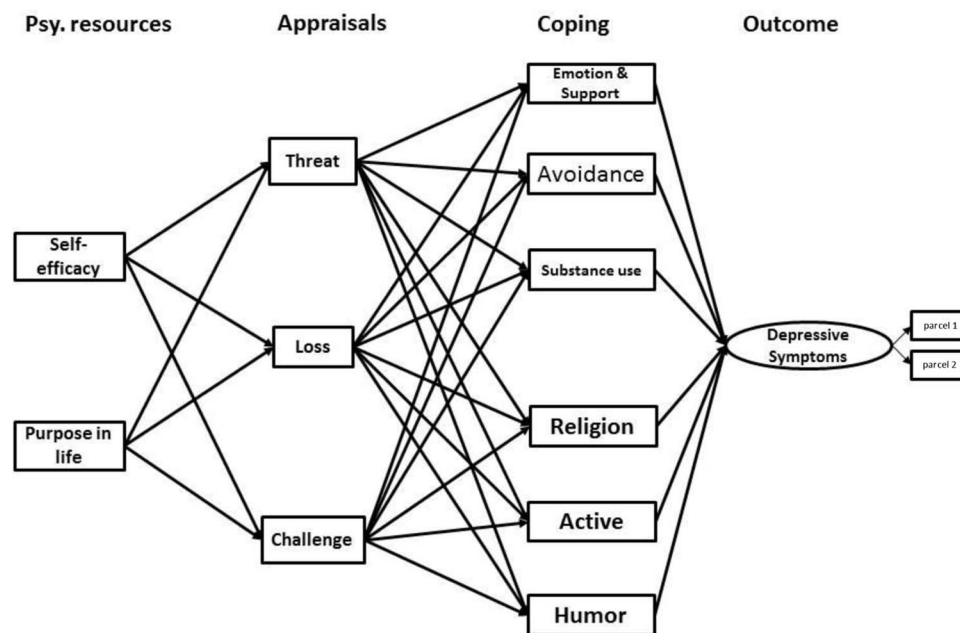 Psy. resources
Appraisals
Coping
Outcome
Emotion &
Support
Threat
Avoidance
Self-
efficacy
Substance use
Loss
Depressive
Symptoms
parcel 1
parcel 2
Purpose in
life
Religion
Challenge
Active
Humor